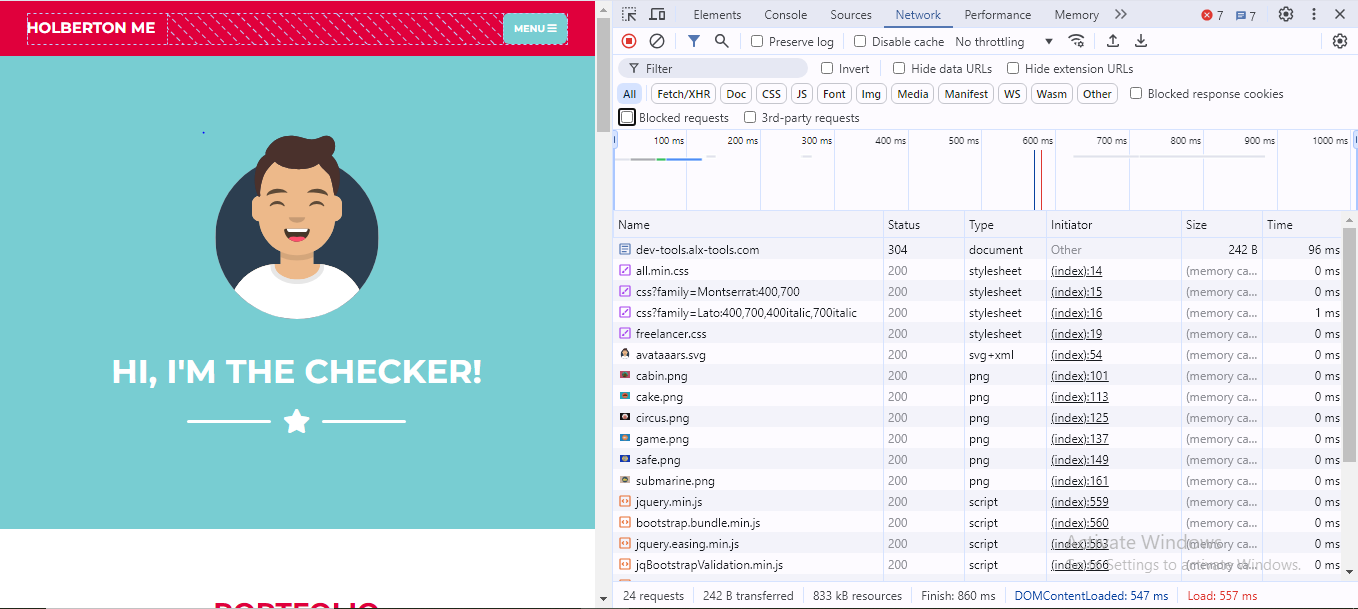 HOLBERTON ME
MENU
HI, I'M THE CHECKER!
PORTFOLIO
Elements Console Sources Network Performance Memory 7 7
Preserve log Disable cache No throttling
Filter Invert Hide data URLs Hide extension URLs
All Fetch/XHR Doc CSS JS Font Img Media Manifest WS Wasm Other Blocked response cookies
Blocked requests 3rd-party requests
100 ms 200 ms 300 ms 400 ms 500 ms 600 ms 700 ms 800 ms 900 ms 1000 ms
Name Status Type Initiator Size Time
dev-tools.alx-tools.com 304 document Other 242 B 96 ms
all.min.css 200 stylesheet (index):14 (memory ca... 0 ms
css?family=Montserrat:400,700 200 stylesheet (index):15 (memory ca... 0 ms
css?family=Lato:400,700,400italic,700italic 200 stylesheet (index):16 (memory ca... 1 ms
freelancer.css 200 stylesheet (index):19 (memory ca... 0 ms
avataaars.svg 200 svg+xml (index):54 (memory ca... 0 ms
cabin.png 200 png (index):101 (memory ca... 0 ms
cake.png 200 png (index):113 (memory ca... 0 ms
circus.png 200 png (index):125 (memory ca... 0 ms
game.png 200 png (index):137 (memory ca... 0 ms
safe.png 200 png (index):149 (memory ca... 0 ms
submarine.png 200 png (index):161 (memory ca... 0 ms
jquery.min.js 200 script (index):559 (memory ca... 0 ms
bootstrap.bundle.min.js 200 script (index):560 (memory ca... 0 ms
jquery.easing.min.js 200 script (index):563 (memory ca... 0 ms
jqBootstrapValidation.min.js 200 script (index):566 (memory ca... 0 ms
Activate Windows
Go to Settings to activate Windows.
24 requests 242 B transferred 833 kB resources Finish: 860 ms DOMContentLoaded: 547 ms Load: 557 ms